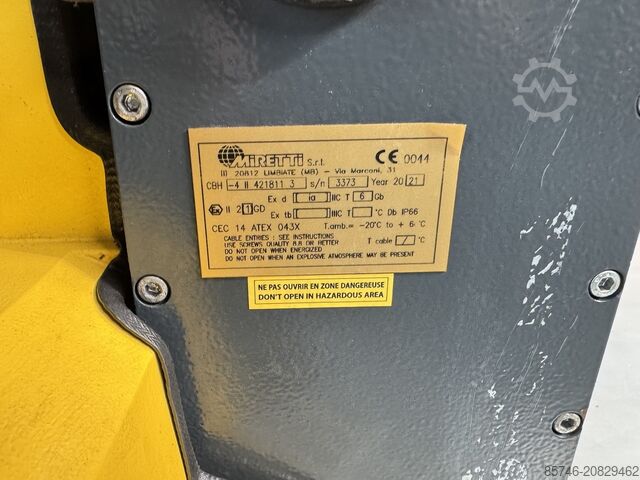 MIRETTI S.r.l. CE 0044
(I) 20812 LIMBIATE (MB) - Via Marconi, 31
CBH -4 II 421811 3 s/n 3373 Year 20 21
Ex d [ia] IIC T 6 Gb
Ex II 2[1]GD Ex tb[ ] IIIC T °C Db IP66
CEC 14 ATEX 043X T.amb.= -20°C to + 6 °C
CABLE ENTRIES : SEE INSTRUCTIONS
USE SCREWS QUALITY 8.8 OR BETTER
DO NOT OPEN WHEN ENERGIZED
DO NOT OPEN WHEN AN EXPLOSIVE ATMOSPHERE MAY BE PRESENT
T cable / °C
NE PAS OUVRIR EN ZONE DANGEREUSE
DON'T OPEN IN HAZARDOUS AREA
85746-20829462